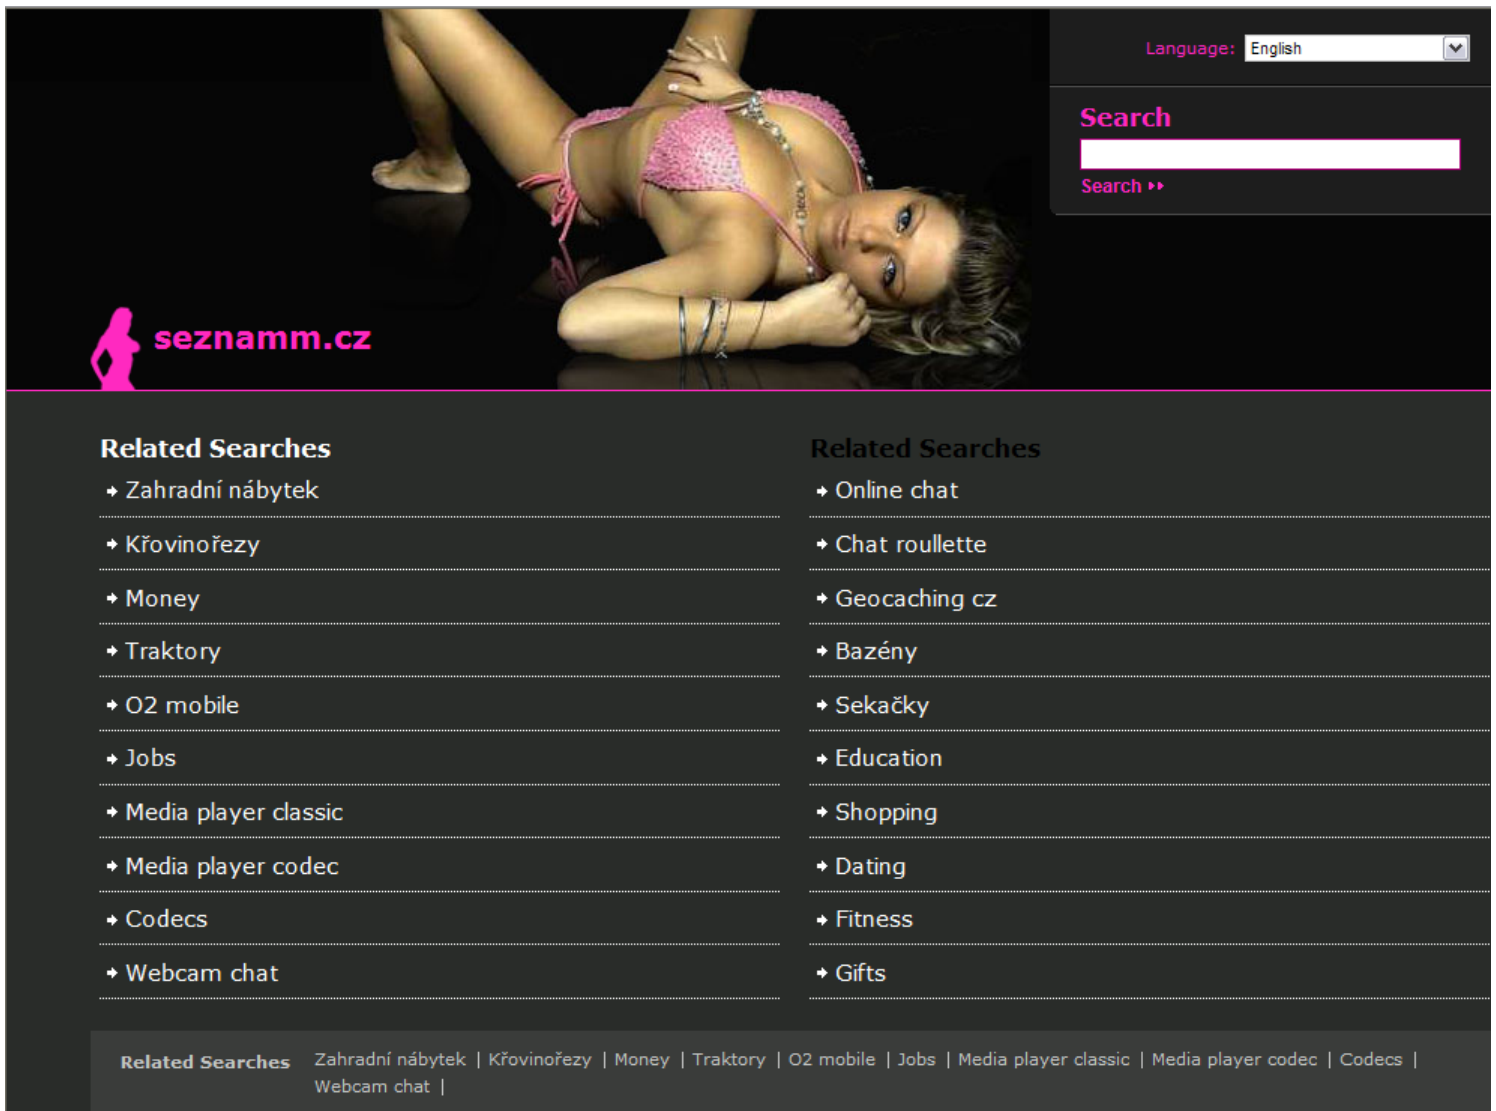 Language: English
Search
Search
seznamm.cz
Related Searches
Zahradní nábytek
Křovinořezy
Money
Traktory
O2 mobile
Jobs
Media player classic
Media player codec
Codecs
Webcam chat
Related Searches
Online chat
Chat roullette
Geocaching cz
Bazény
Sekačky
Education
Shopping
Dating
Fitness
Gifts
Related Searches Zahradní nábytek | Křovinořezy | Money | Traktory | O2 mobile | Jobs | Media player classic | Media player codec | Codecs |
Webcam chat |